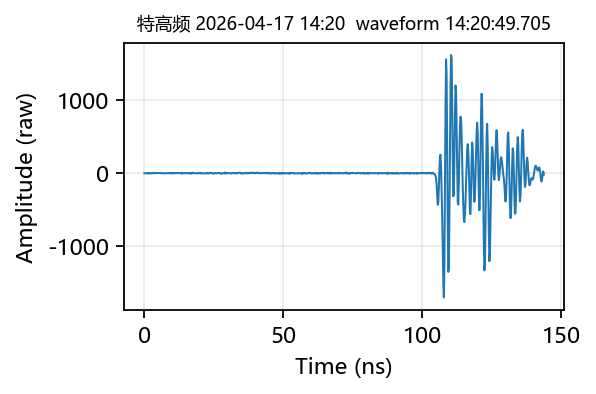 特高频 2026-04-17 14:20  waveform 14:20:49.705
1000
0
-1000
Amplitude (raw)
0 50 100 150
Time (ns)